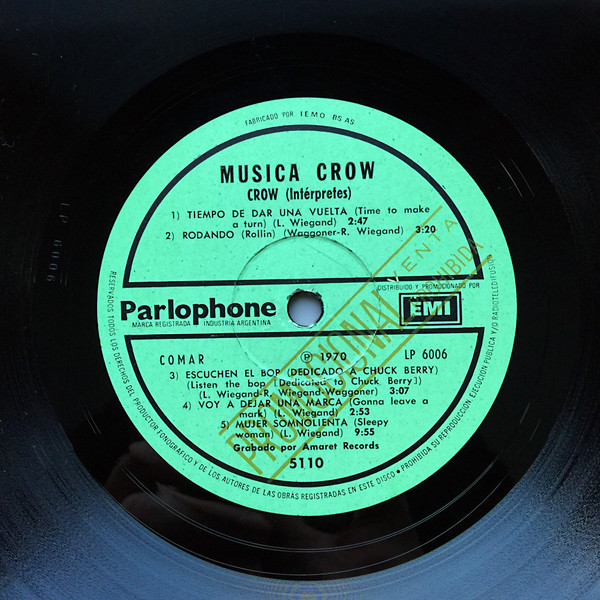 FABRICADO POR IEMO BS AS
MUSICA CROW
CROW (Intérpretes)
1) TIEMPO DE DAR UNA VUELTA (Time to make
a turn) (L. Wiegand) 2:47
2) RODANDO (Rollin) (Waggoner-R. Wiegand) 3:20
DISTRIBUIDO Y PROMOCIONADO POR
Parlophone
EMI
MARCA REGISTRADA INDUSTRIA ARGENTINA
COMAR ℗ 1970 LP 6006
3) ESCUCHEN EL BOP (DEDICADO A CHUCK BERRY)
(Listen the bop Dedicated to Chuck Berry])
(L. Wiegand-R. Wiegand-Waggoner) 3:07
4) VOY A DEJAR UNA MARCA (Gonna leave a
mark) (L. Wiegand) 2:53
5) MUJER SOMNOLIENTA (Sleepy
woman) (L. Wiegand) 9:55
Grabado por Amaret Records
5110
RESERVADOS TODOS LOS DERECHOS DEL PRODUCTOR FONOGRAFICO Y DE LOS AUTORES DE LAS OBRAS REGISTRADAS EN ESTE DISCO • PROHIBIDA SU REPRODUCCION EJECUCION PUBLICA Y/O RADIOTELEDIFUSION
PROMOCIONAL
VENTA
PROHIBIDA
LP 6006